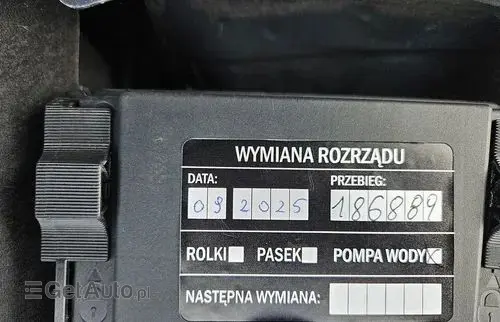 WYMIANA ROZRZĄDU
DATA: PRZEBIEG:
09 2025 186889
ROLKI PASEK POMPA WODY
NASTĘPNA WYMIANA:
GetAuto.pl